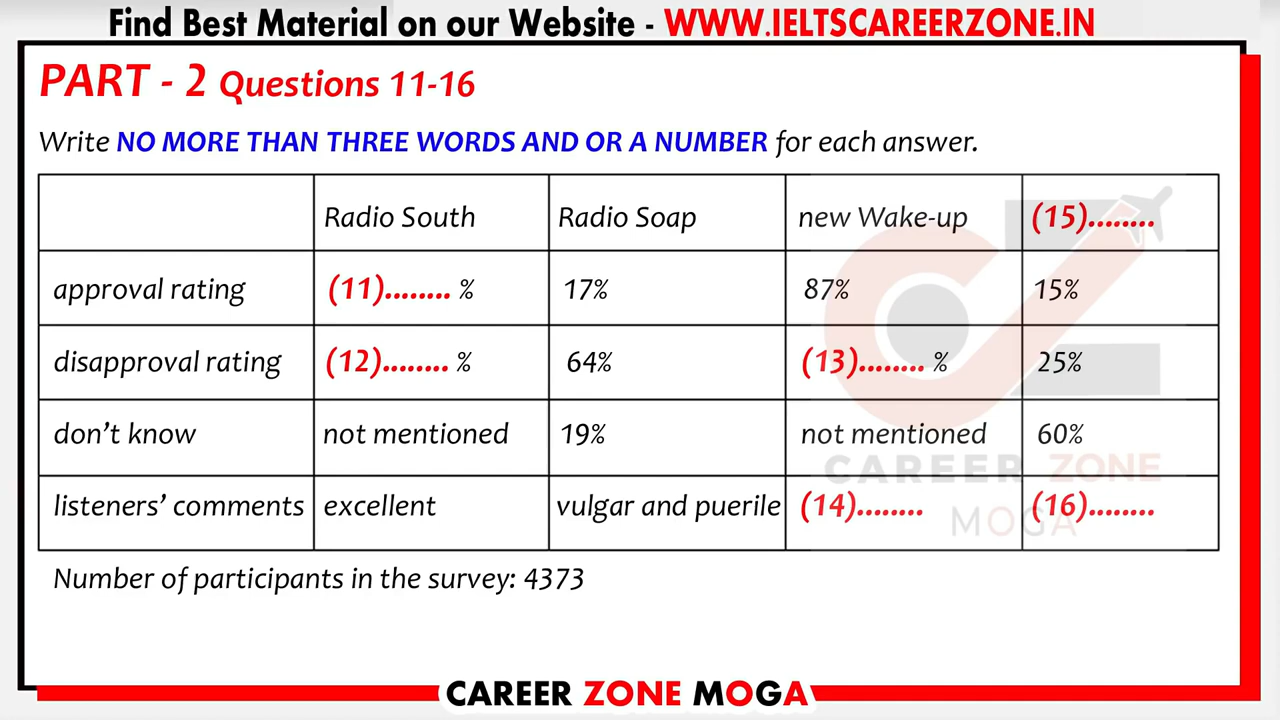 Find Best Material on our Website - WWW.IELTSCAREERZONE.IN
PART - 2 Questions 11-16
Write NO MORE THAN THREE WORDS AND OR A NUMBER for each answer.
Radio South Radio Soap new Wake-up (15)........
approval rating (11)........ % 17% 87% 15%
disapproval rating (12)........ % 64% (13)........ % 25%
don't know not mentioned 19% not mentioned 60%
CAREER ZONE
listeners' comments excellent vulgar and puerile (14)........ (16)........
MOGA
Number of participants in the survey: 4373
CAREER ZONE MOGA